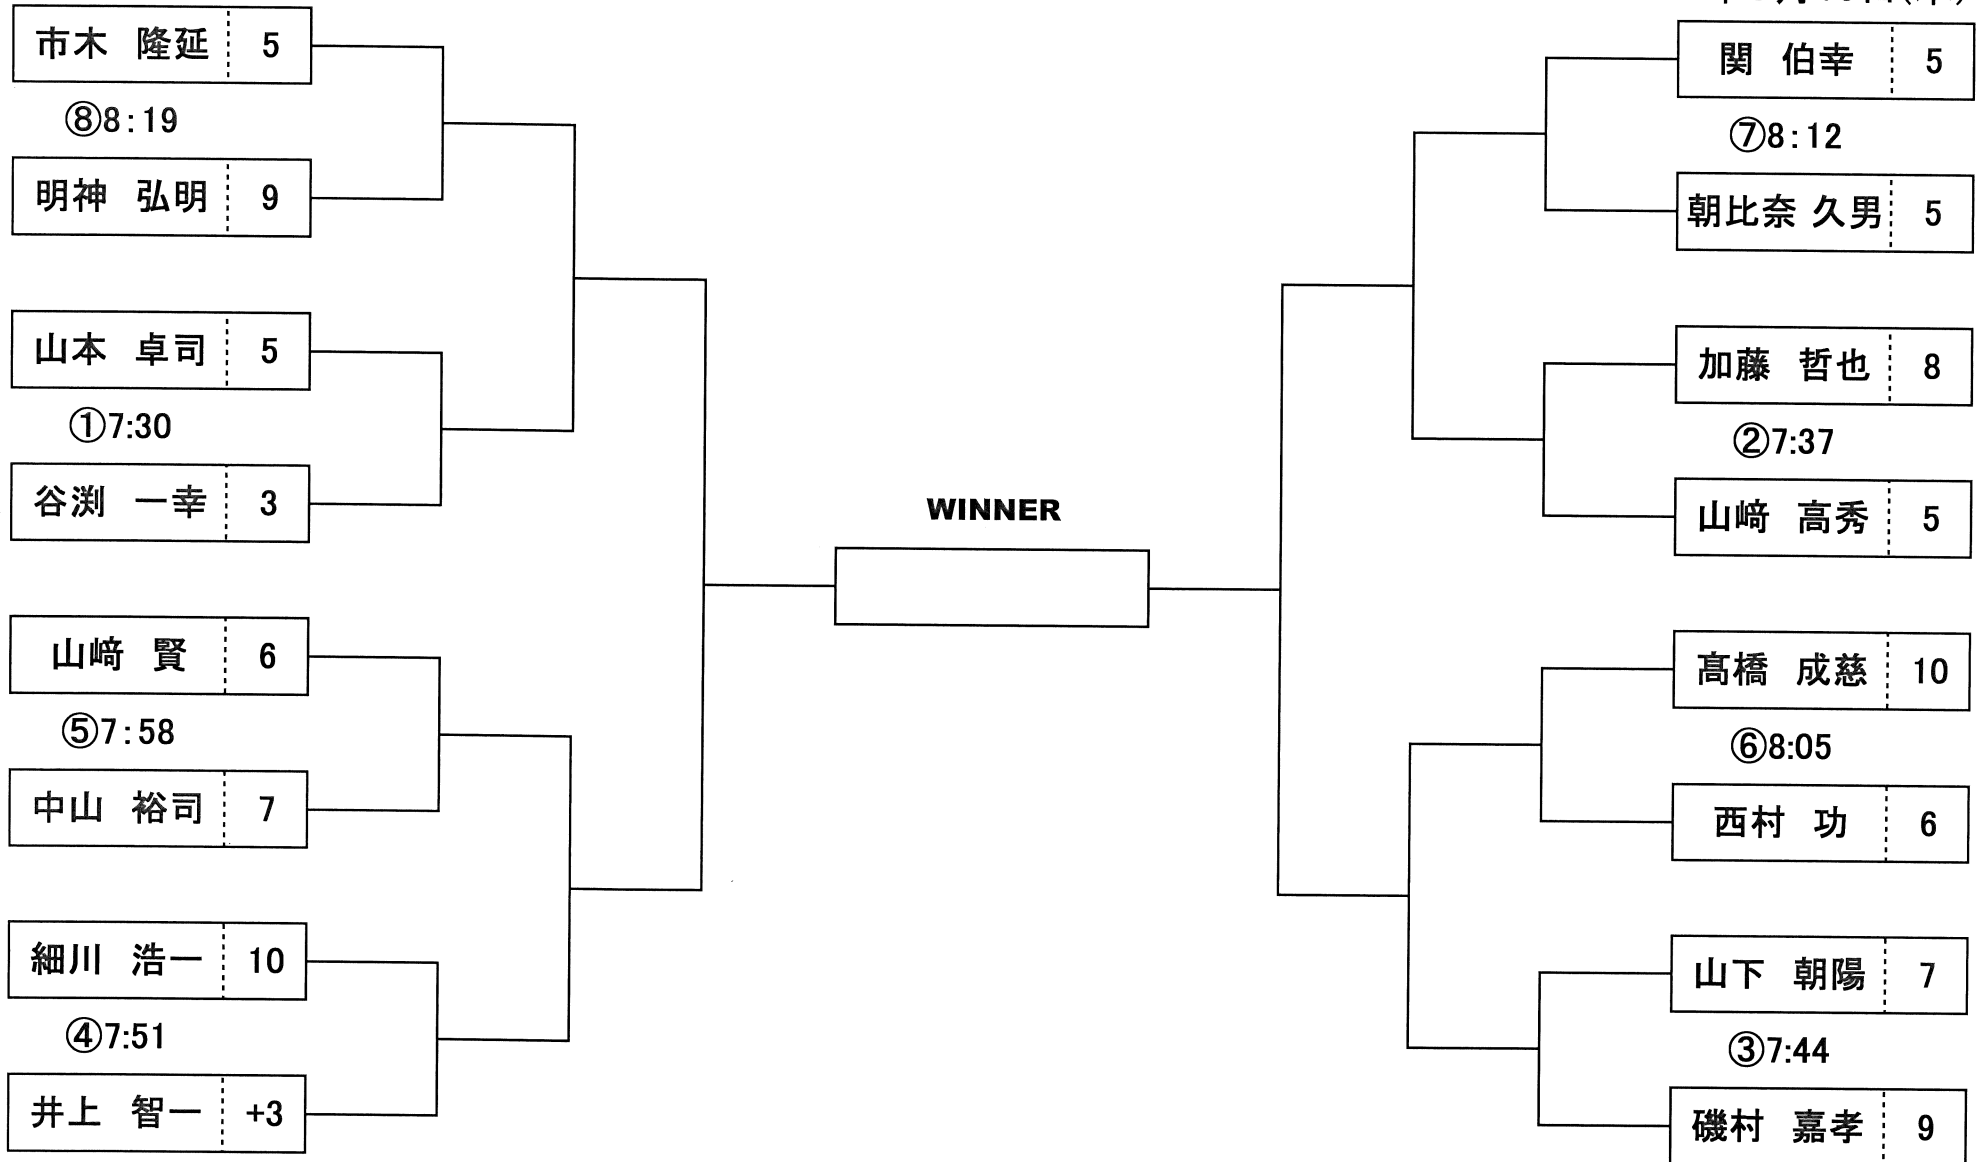 市木 隆延 5
⑧8:19
明神 弘明 9
山本 卓司 5
①7:30
谷渕 一幸 3
山﨑 賢 6
⑤7:58
中山 裕司 7
細川 浩一 10
④7:51
井上 智一 +3
WINNER
関 伯幸 5
⑦8:12
朝比奈 久男 5
加藤 哲也 8
②7:37
山﨑 高秀 5
髙橋 成慈 10
⑥8:05
西村 功 6
山下 朝陽 7
③7:44
磯村 嘉孝 9